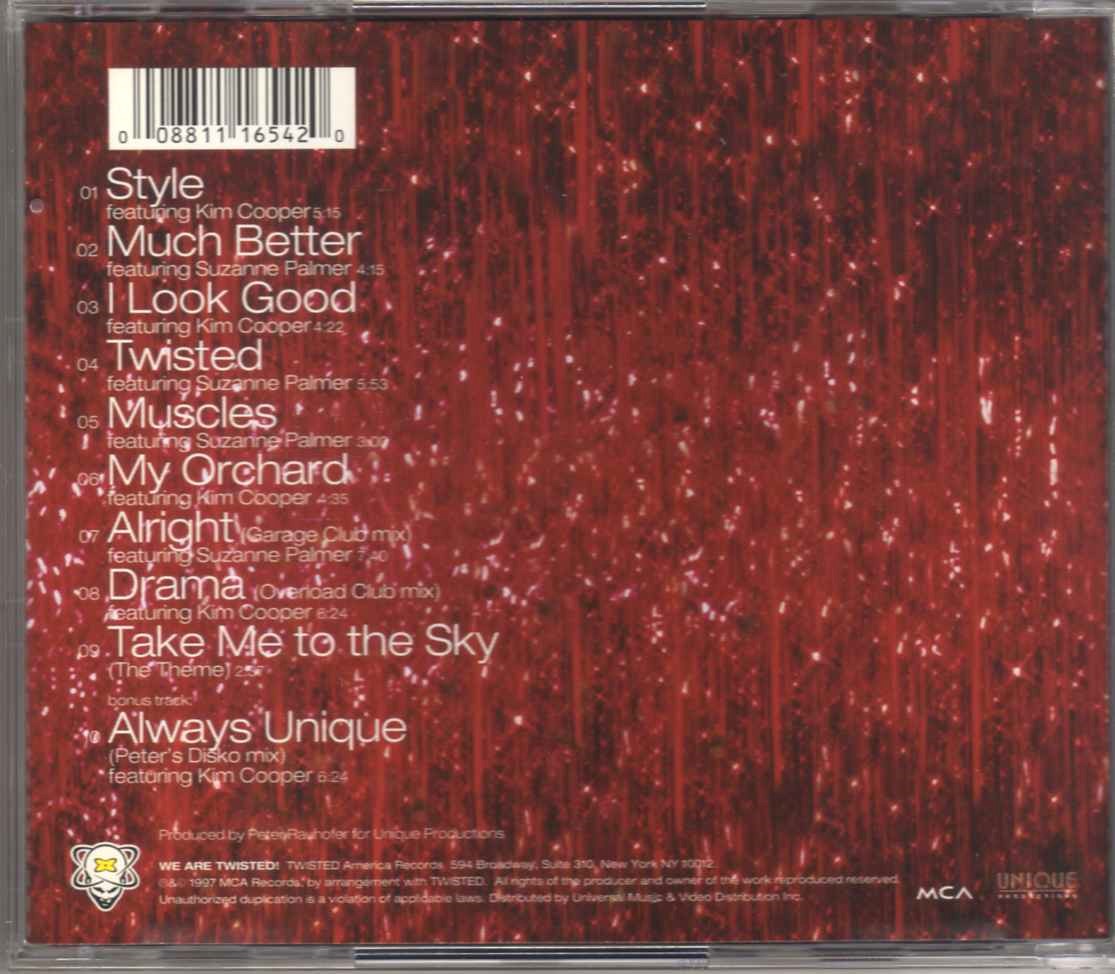 0 08811 16542 0
01 Style
featuring Kim Cooper 5:15
02 Much Better
featuring Suzanne Palmer 4:15
03 I Look Good
featuring Kim Cooper 4:22
04 Twisted
featuring Suzanne Palmer 5:53
05 Muscles
featuring Suzanne Palmer
06 My Orchard
featuring Kim Cooper 4:35
07 Alright (Garage Club mix)
featuring Suzanne Palmer
08 Drama (Overload Club mix)
featuring Kim Cooper 6:24
09 Take Me to the Sky
(The Theme)
bonus track:
Always Unique
(Peter's Disko mix)
featuring Kim Cooper 6:24
Produced by Peter Rauhofer for Unique Productions
WE ARE TWISTED! TWISTED America Records, 594 Broadway, Suite 310, New York NY 10012.
℗&© 1997 MCA Records, by arrangement with TWISTED. All rights of the producer and owner of the work reproduced reserved.
Unauthorized duplication is a violation of applicable laws. Distributed by Universal Music & Video Distribution Inc.
MCA
UNIQUE
PRODUCTIONS